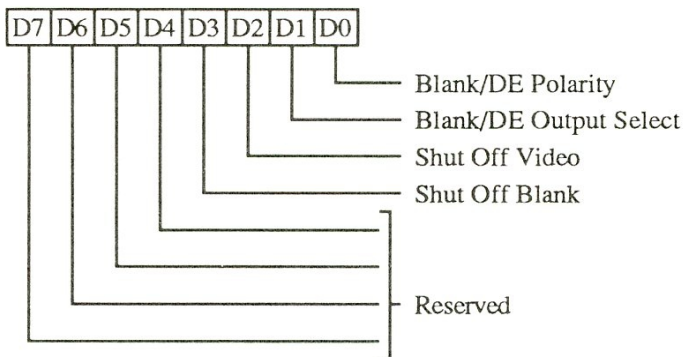 D7 D6 D5 D4 D3 D2 D1 D0
Blank/DE Polarity
Blank/DE Output Select
Shut Off Video
Shut Off Blank
Reserved